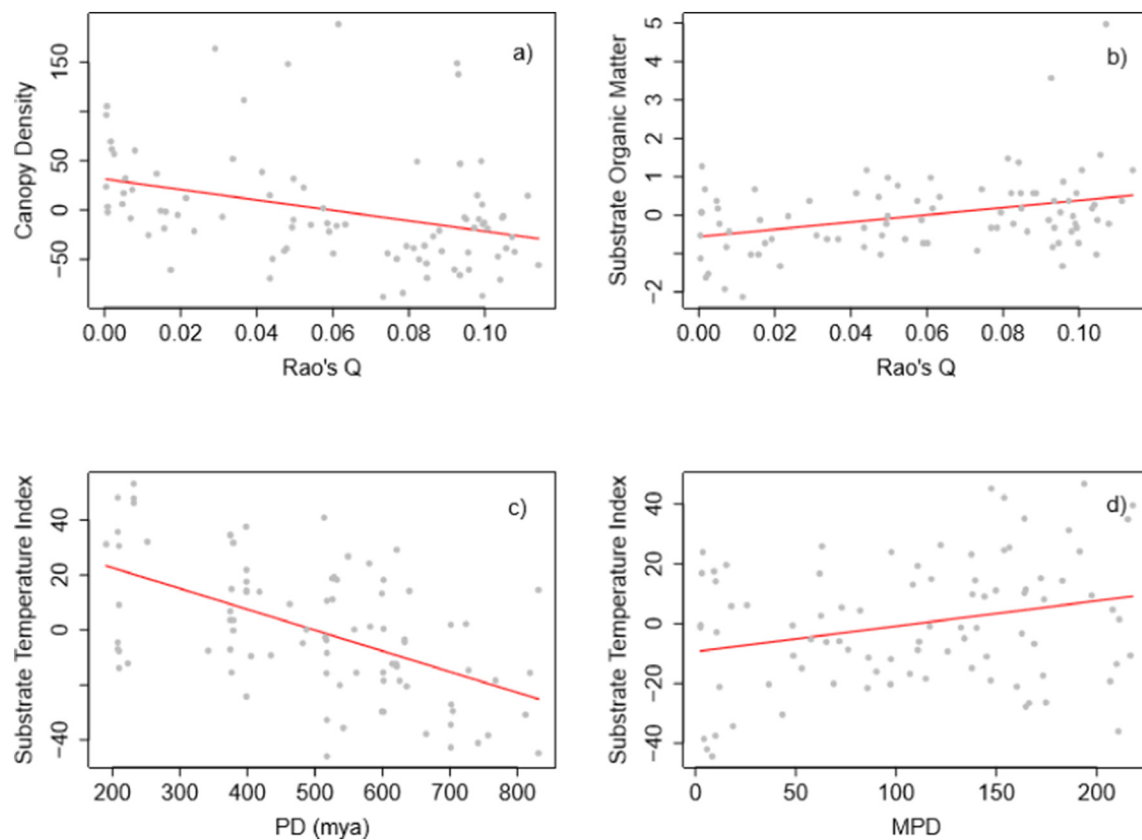 a)
Canopy Density
150
50
0
−50
0.00 0.02 0.04 0.06 0.08 0.10
Rao's Q
b)
Substrate Organic Matter
5
4
3
2
0
−2
0.00 0.02 0.04 0.06 0.08 0.10
Rao's Q
c)
Substrate Temperature Index
40
20
0
−40
200 300 400 500 600 700 800
PD (mya)
d)
Substrate Temperature Index
40
20
0
−20
−40
0 50 100 150 200
MPD